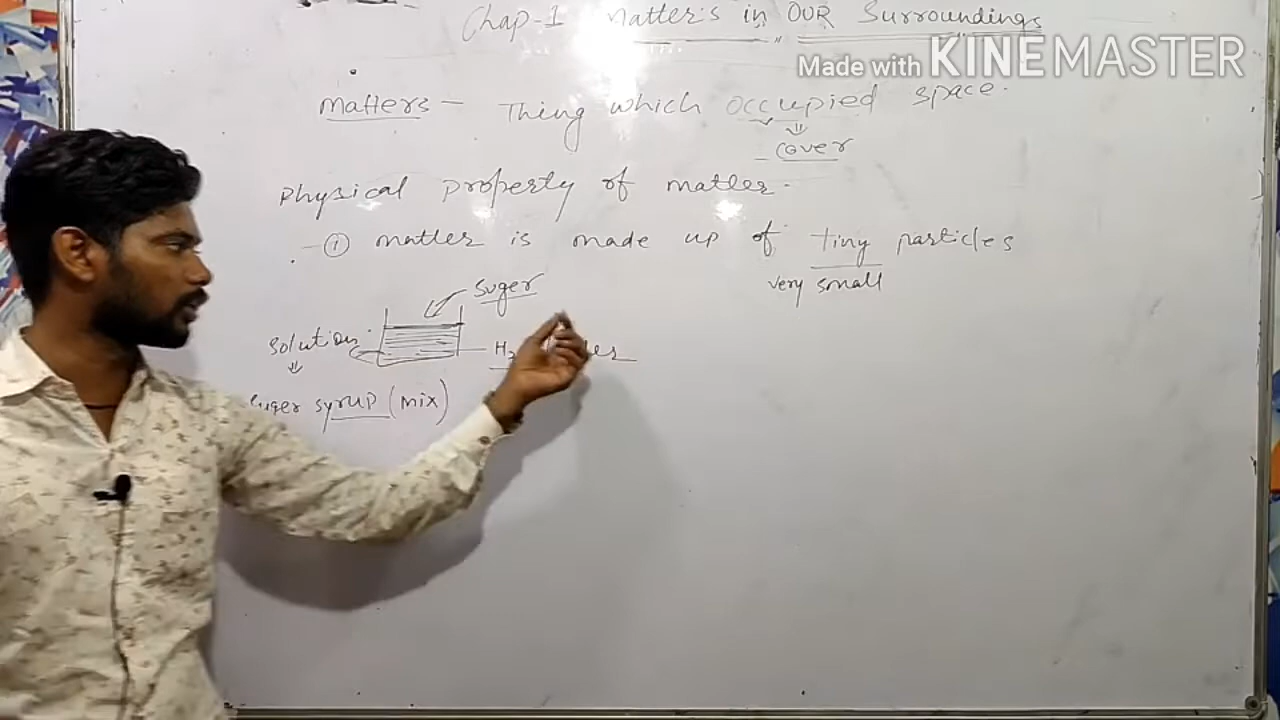 Chap-1 Matter's in OUR Surroundings
Made with KINEMASTER
Matters - Thing which occupied space.
cover
Physical property of matter.
① matter is made up of tiny particles
very small
suger
solution
H
suger syrup (mix)